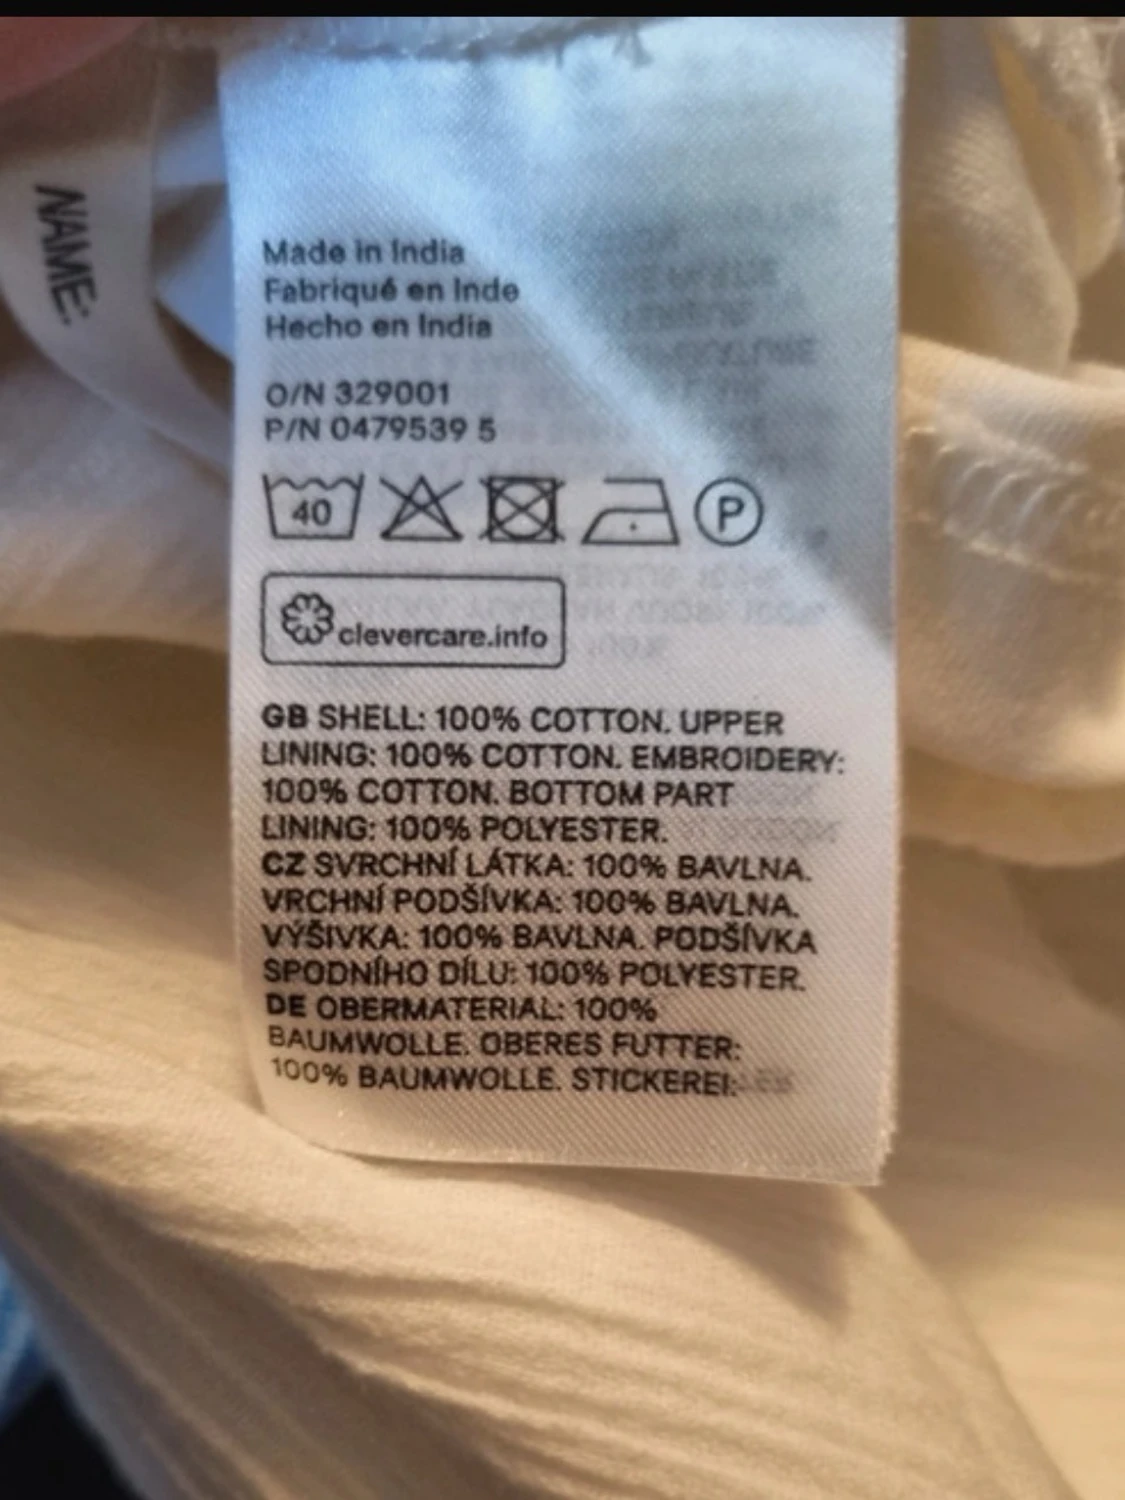 NAME:
Made in India
Fabriqué en Inde
Hecho en India
O/N 329001
P/N 0479539 5
40
P
clevercare.info
GB SHELL: 100% COTTON. UPPER
LINING: 100% COTTON. EMBROIDERY:
100% COTTON. BOTTOM PART
LINING: 100% POLYESTER.
CZ SVRCHNÍ LÁTKA: 100% BAVLNA.
VRCHNÍ PODŠÍVKA: 100% BAVLNA.
VÝŠIVKA: 100% BAVLNA. PODŠÍVKA
SPODNÍHO DÍLU: 100% POLYESTER.
DE OBERMATERIAL: 100%
BAUMWOLLE. OBERES FUTTER:
100% BAUMWOLLE. STICKEREI: